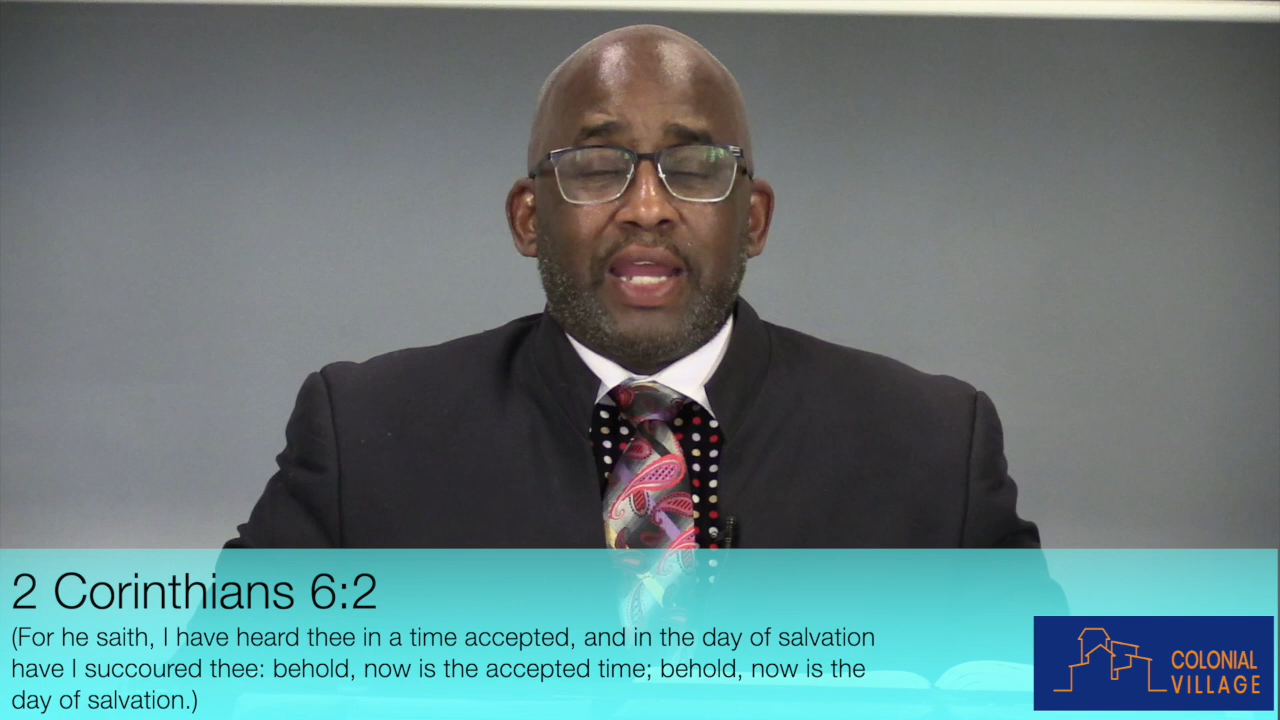 2 Corinthians 6:2
(For he saith, I have heard thee in a time accepted, and in the day of salvation
have I succoured thee: behold, now is the accepted time; behold, now is the
day of salvation.)
COLONIAL
VILLAGE